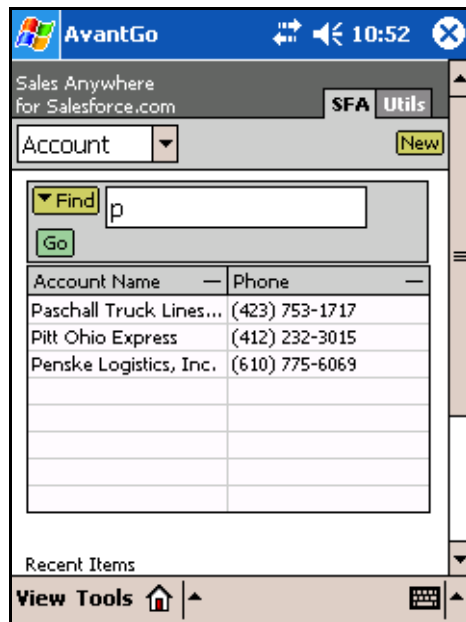 AvantGo 10:52
Sales Anywhere
for Salesforce.com
SFA Utils
Account New
Find p
Go
Account Name Phone
Paschall Truck Lines... (423) 753-1717
Pitt Ohio Express (412) 232-3015
Penske Logistics, Inc. (610) 775-6069
Recent Items
View Tools